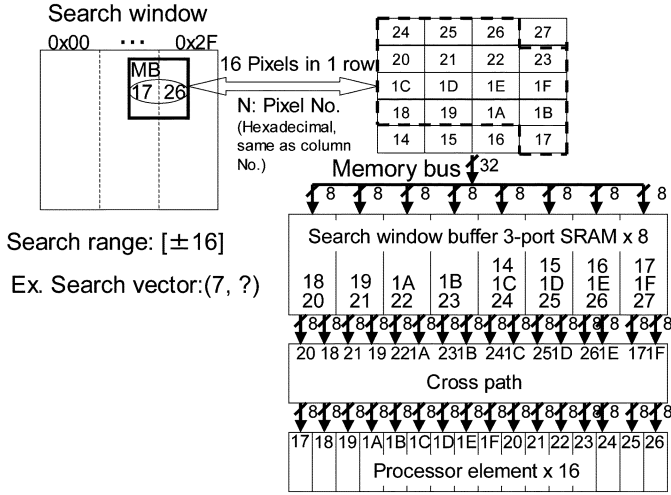 Search window
0x00 ... 0x2F
MB
17 26
16 Pixels in 1 row
N: Pixel No.
(Hexadecimal,
same as column
No.)
24 25 26 27
20 21 22 23
1C 1D 1E 1F
18 19 1A 1B
14 15 16 17
Memory bus 32
8 8 8 8 8 8 8 8
Search range: [±16]
Ex. Search vector:(7, ?)
Search window buffer 3-port SRAM x 8
14 15 16 17
18 19 1A 1B 1C 1D 1E 1F
20 21 22 23 24 25 26 27
8 8 8 8 8 8 8 8 8 8 8 8 8 8 8 8
20 18 21 19 22 1A 23 1B 24 1C 25 1D 26 1E 17 1F
Cross path
8 8 8 8 8 8 8 8 8 8 8 8 8 8 8 8
17 18 19 1A 1B 1C 1D 1E 1F 20 21 22 23 24 25 26
Processor element x 16